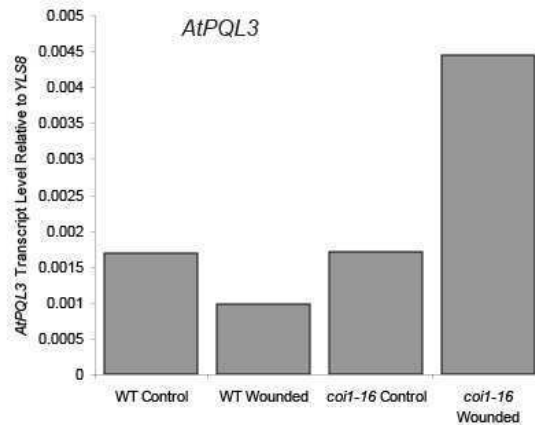 AtPQL3
AtPQL3 Transcript Level Relative to YLS8
0.005
0.0045
0.004
0.0035
0.003
0.0025
0.002
0.0015
0.001
0.0005
0
WT Control
WT Wounded
coi1-16 Control
coi1-16
Wounded